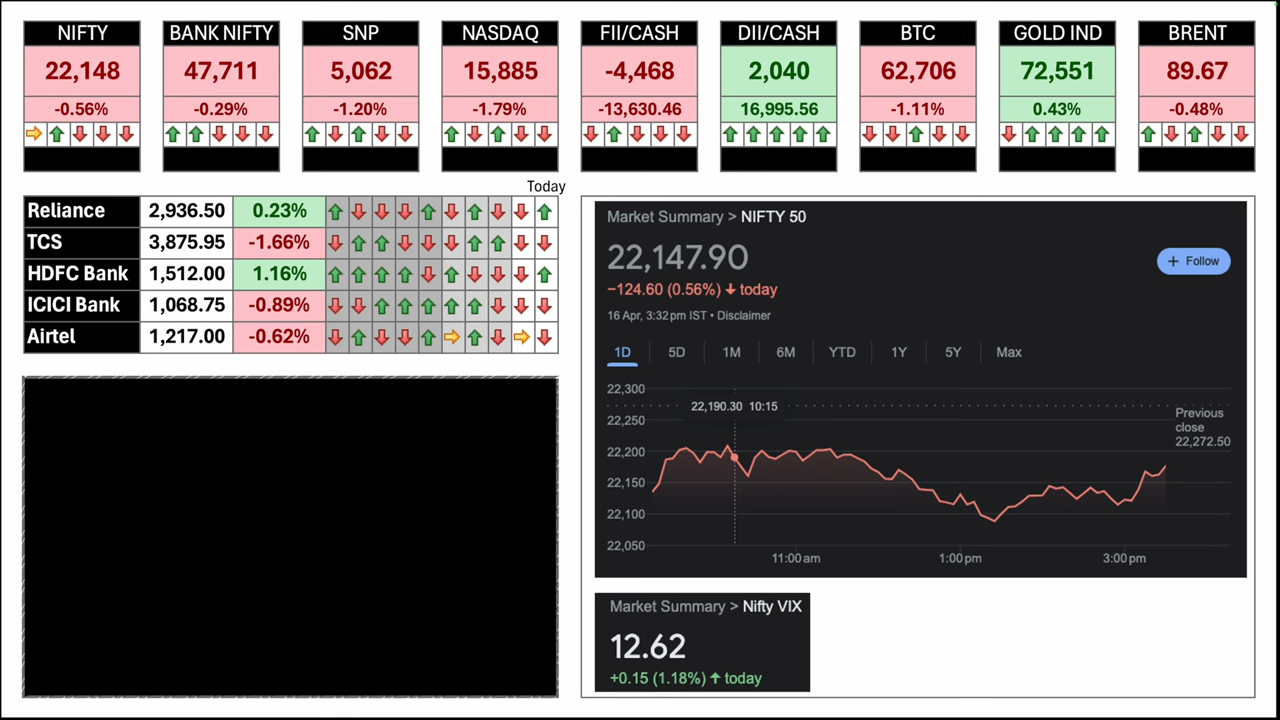 NIFTY BANK NIFTY SNP NASDAQ FII/CASH DII/CASH BTC GOLD IND BRENT
22,148 47,711 5,062 15,885 -4,468 2,040 62,706 72,551 89.67
-0.56% -0.29% -1.20% -1.79% -13,630.46 16,995.56 -1.11% 0.43% -0.48%
Today
Reliance 2,936.50 0.23%
TCS 3,875.95 -1.66%
HDFC Bank 1,512.00 1.16%
ICICI Bank 1,068.75 -0.89%
Airtel 1,217.00 -0.62%
Market Summary > NIFTY 50
22,147.90
+ Follow
−124.60 (0.56%) ↓ today
16 Apr, 3:32 pm IST • Disclaimer
1D 5D 1M 6M YTD 1Y 5Y Max
22,300
22,190.30 10:15
22,250
Previous
close
22,272.50
22,200
22,150
22,100
22,050
11:00 am 1:00 pm 3:00 pm
Market Summary > Nifty VIX
12.62
+0.15 (1.18%) ↑ today